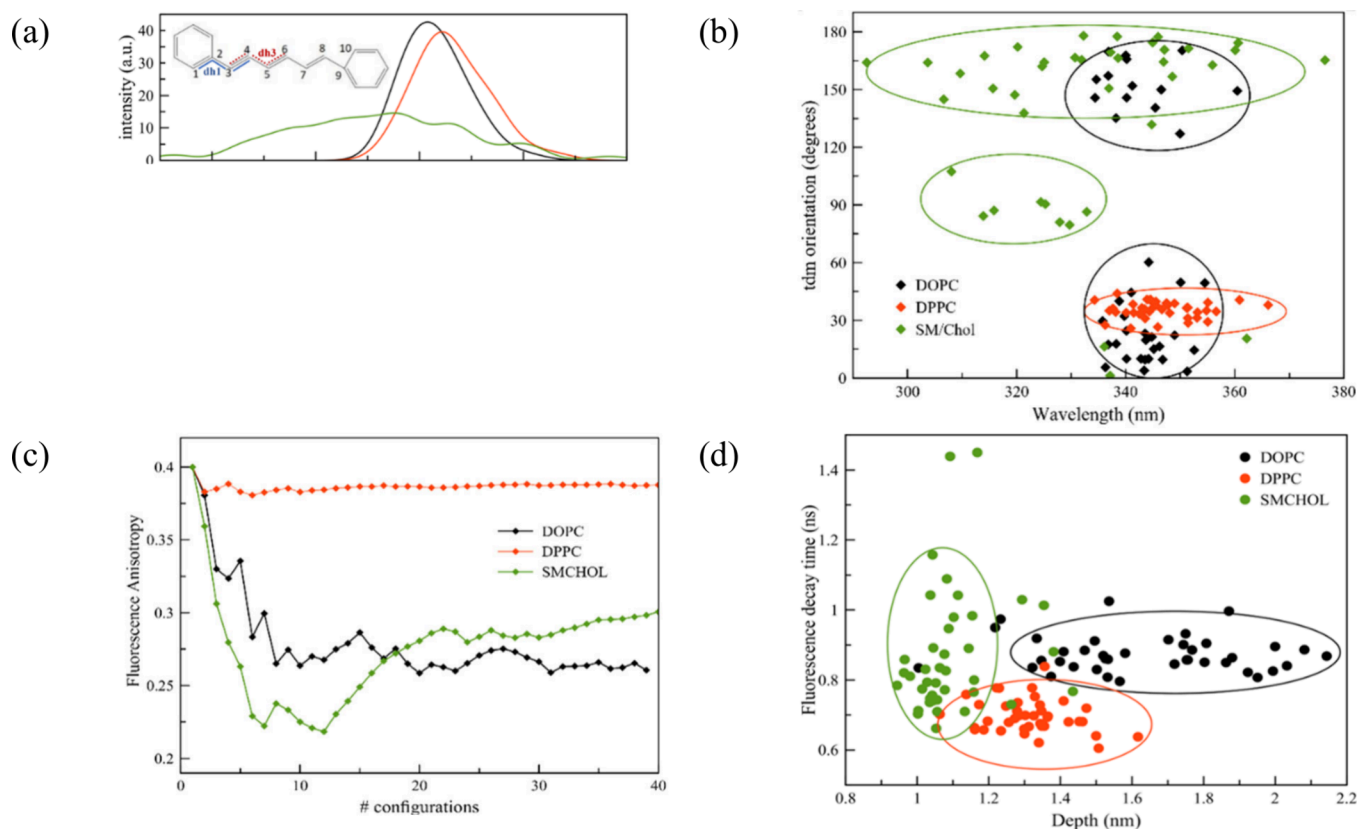 (a)
intensity (a.u.)
40
30
20
10
0
1
2
3
4
5
6
7
8
9
10
dh1
dh3
(b)
tdm orientation (degrees)
180
150
120
90
60
30
0
DOPC
DPPC
SM/Chol
300
320
340
360
380
Wavelength (nm)
(c)
Fluorescence Anisotropy
0.4
0.35
0.3
0.25
0.2
DOPC
DPPC
SMCHOL
0
10
20
30
40
# configurations
(d)
Fluorescence decay time (ns)
1.4
1.2
1
0.8
0.6
DOPC
DPPC
SMCHOL
0.8
1
1.2
1.4
1.6
1.8
2
2.2
Depth (nm)